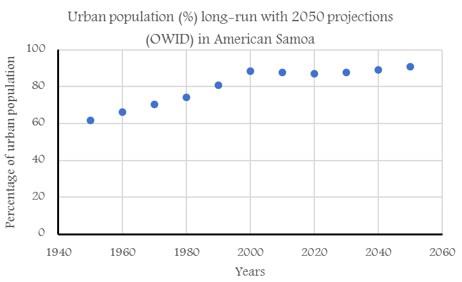 Urban population (%) long-run with 2050 projections
(OWID) in American Samoa
Percentage of urban population
100
80
60
40
20
0
1940 1960 1980 2000 2020 2040 2060
Years